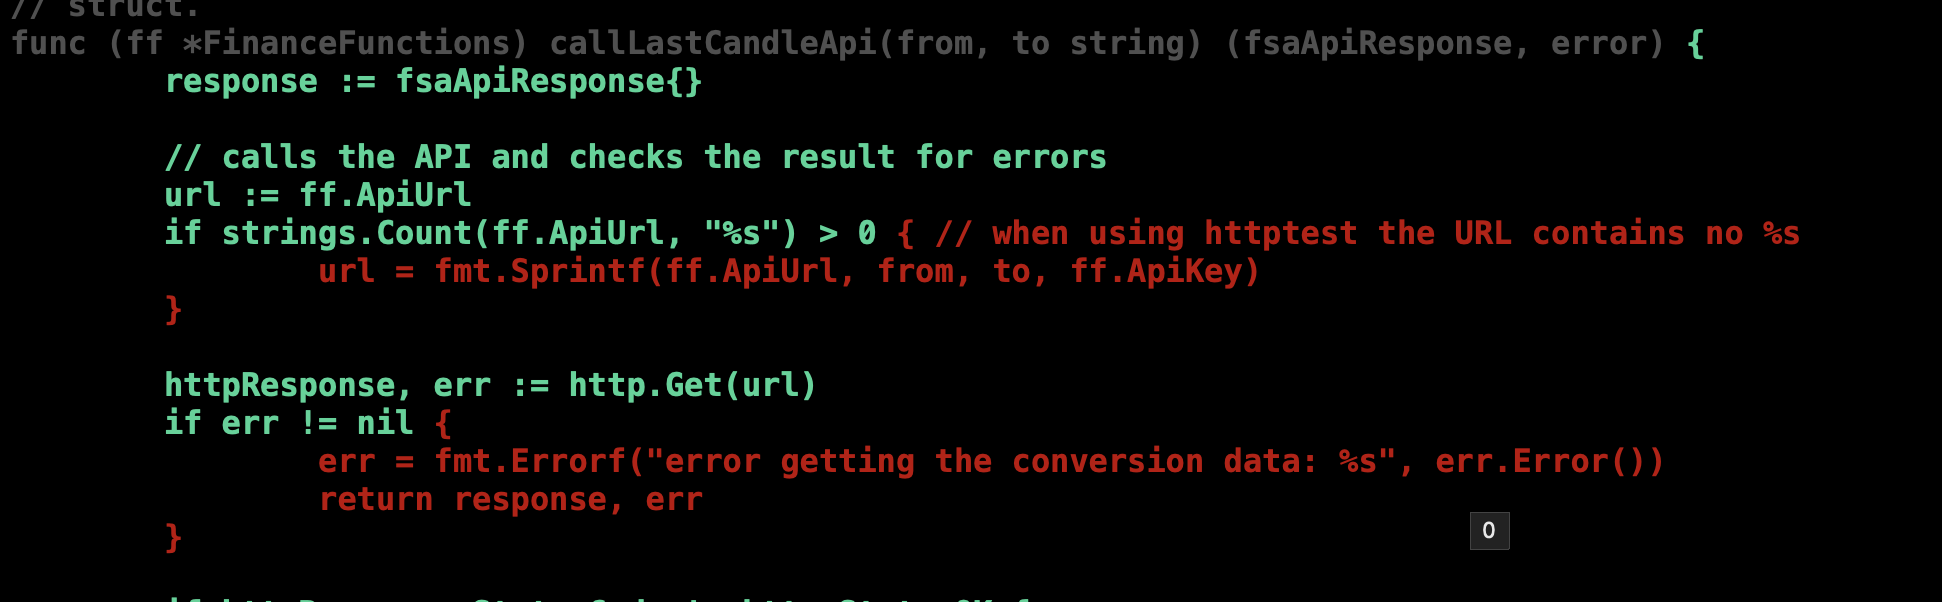 // struct.
func (ff *FinanceFunctions) callLastCandleApi(from, to string) (fsaApiResponse, error) {
response := fsaApiResponse{}
// calls the API and checks the result for errors
url := ff.ApiUrl
if strings.Count(ff.ApiUrl, "%s") > 0 { // when using httptest the URL contains no %s
url = fmt.Sprintf(ff.ApiUrl, from, to, ff.ApiKey)
}
httpResponse, err := http.Get(url)
if err != nil {
err = fmt.Errorf("error getting the conversion data: %s", err.Error())
return response, err
}
0